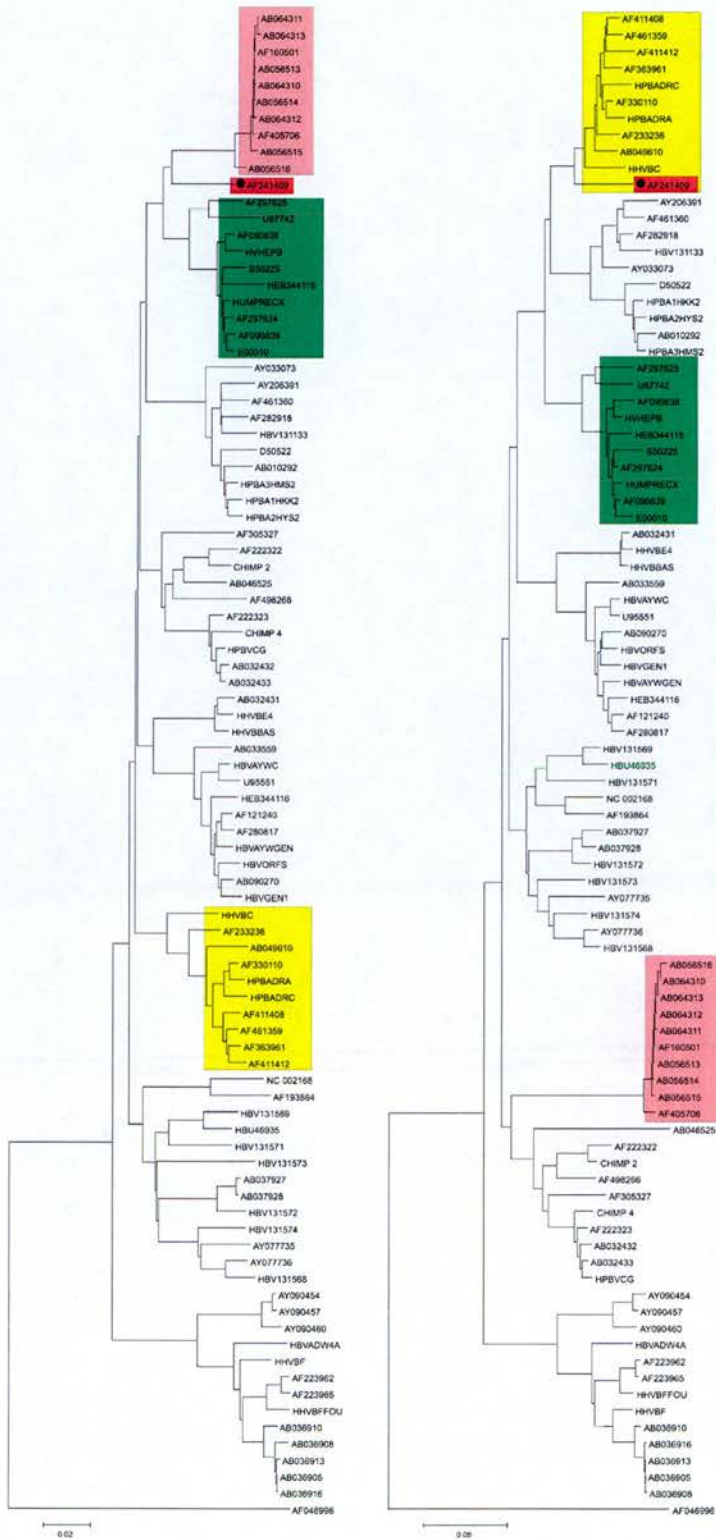 AB064311
AB064313
AF160501
AB056513
AB064310
AB056514
AB064312
AF405706
AB056515
AB056516
AF241409
AF297625
U87742
AF090838
HVHEPB
S50225
HEB344115
HUMPRECX
AF297624
AF090839
E00010
AY033073
AY206391
AF461360
AF282918
HBV131133
D50522
AB010292
HPBA3HMS2
HPBA1HKK2
HPBA2HYS2
AF305327
AF222322
CHIMP 2
AB046525
AF498266
AF222323
CHIMP 4
HPBVCG
AB032432
AB032433
AB032431
HHVBE4
HHVBBAS
AB033559
HBVAYWC
U95551
HEB344116
AF121240
AF280817
HBVAYWGEN
HBVORFS
AB090270
HBVGEN1
HHVBC
AF233236
AB049610
AF330110
HPBADRA
HPBADRC
AF411408
AF461359
AF363961
AF411412
NC 002168
AF193864
HBV131569
HBU46935
HBV131571
HBV131573
AB037927
AB037928
HBV131572
HBV131574
AY077735
AY077736
HBV131568
AY090454
AY090457
AY090460
HBVADW4A
HHVBF
AF223962
AF223965
HHVBFFOU
AB036910
AB036908
AB036913
AB036905
AB036916
AF046996
0.02
AF411408
AF461359
AF411412
AF363961
HPBADRC
AF330110
HPBADRA
AF233236
AB049610
HHVBC
AF241409
AY206391
AF461360
AF282918
HBV131133
AY033073
D50522
HPBA1HKK2
HPBA2HYS2
AB010292
HPBA3HMS2
AF297625
U87742
AF090838
HVHEPB
HEB344115
S50225
AF297624
HUMPRECX
AF090839
E00010
AB032431
HHVBE4
HHVBBAS
AB033559
HBVAYWC
U95551
AB090270
HBVORFS
HBVGEN1
HBVAYWGEN
HEB344116
AF121240
AF280817
HBV131569
HBU46935
HBV131571
NC 002168
AF193864
AB037927
AB037928
HBV131572
HBV131573
AY077735
HBV131574
AY077736
HBV131568
AB056516
AB064310
AB064313
AB064312
AB064311
AF160501
AB056513
AB056514
AB056515
AF405706
AB046525
AF222322
CHIMP 2
AF498266
AF305327
CHIMP 4
AF222323
AB032432
AB032433
HPBVCG
AY090454
AY090457
AY090460
HBVADW4A
AF223962
AF223965
HHVBFFOU
HHVBF
AB036910
AB036916
AB036913
AB036905
AB036908
AF046996